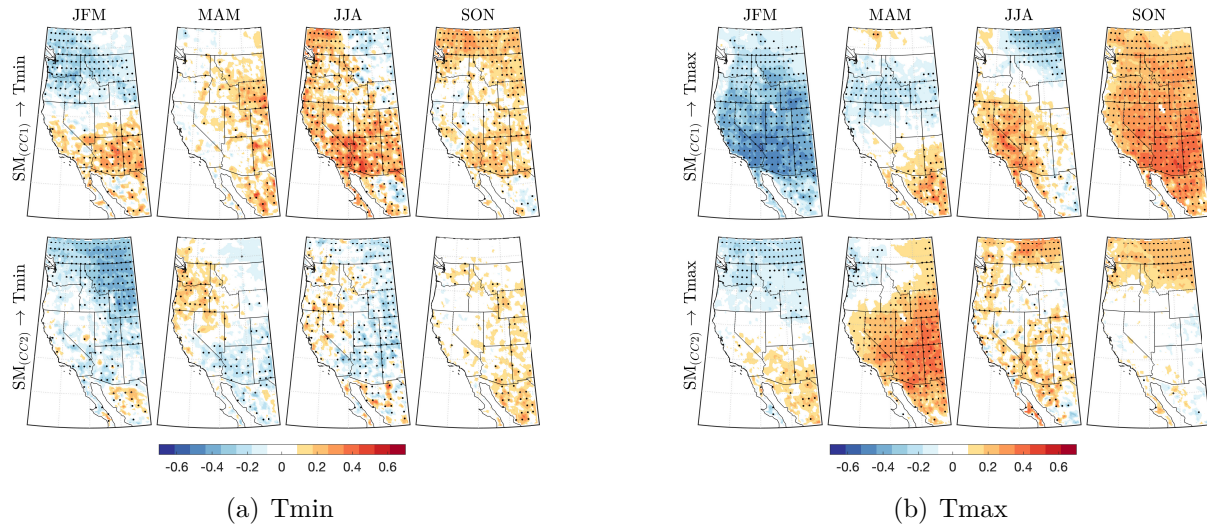 JFM MAM JJA SON
SM(CC1) → Tmin
SM(CC2) → Tmin
-0.6 -0.4 -0.2 0 0.2 0.4 0.6
(a) Tmin
JFM MAM JJA SON
SM(CC1) → Tmax
SM(CC2) → Tmax
-0.6 -0.4 -0.2 0 0.2 0.4 0.6
(b) Tmax